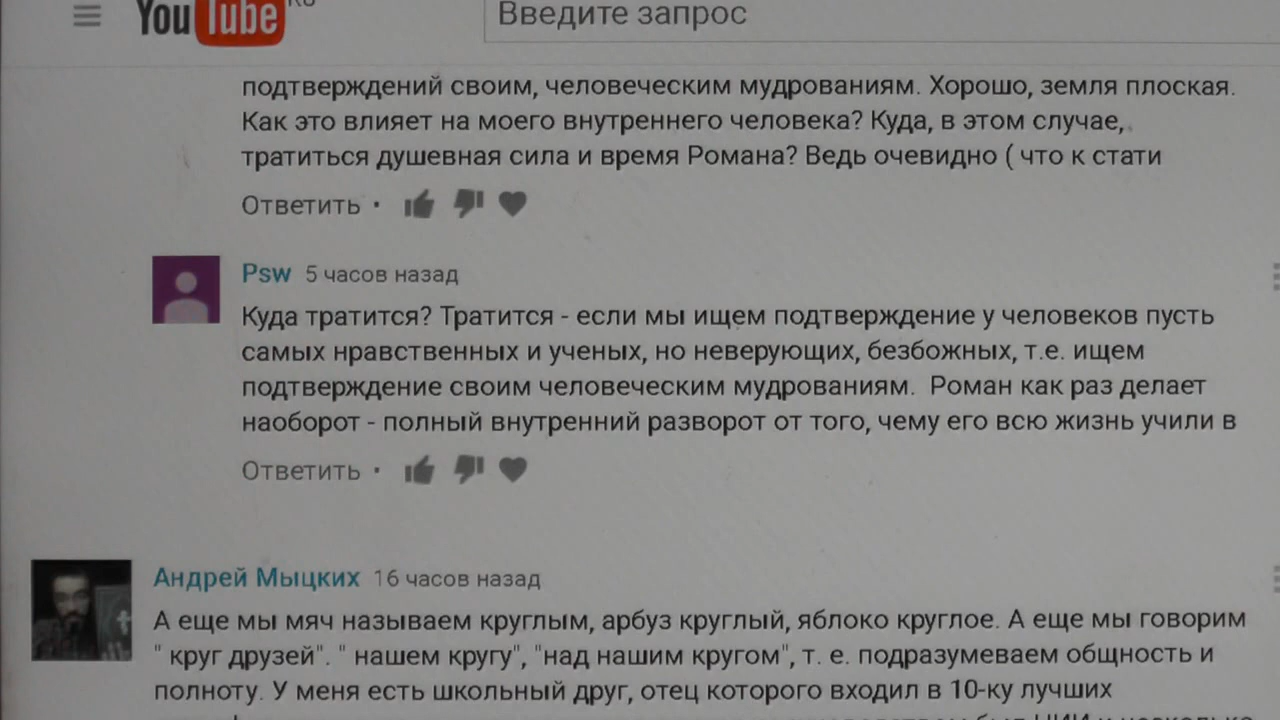 YouTube RU
Введите запрос
подтверждений своим, человеческим мудрованиям. Хорошо, земля плоская.
Как это влияет на моего внутреннего человека? Куда, в этом случае,
тратиться душевная сила и время Романа? Ведь очевидно ( что к стати
Ответить •
Psw 5 часов назад
Куда тратится? Тратится - если мы ищем подтверждение у человеков пусть
самых нравственных и ученых, но неверующих, безбожных, т.е. ищем
подтверждение своим человеческим мудрованиям. Роман как раз делает
наоборот - полный внутренний разворот от того, чему его всю жизнь учили в
Ответить •
Андрей Мыцких 16 часов назад
А еще мы мяч называем круглым, арбуз круглый, яблоко круглое. А еще мы говорим
" круг друзей". " нашем кругу", "над нашим кругом", т. е. подразумеваем общность и
полноту. У меня есть школьный друг, отец которого входил в 10-ку лучших